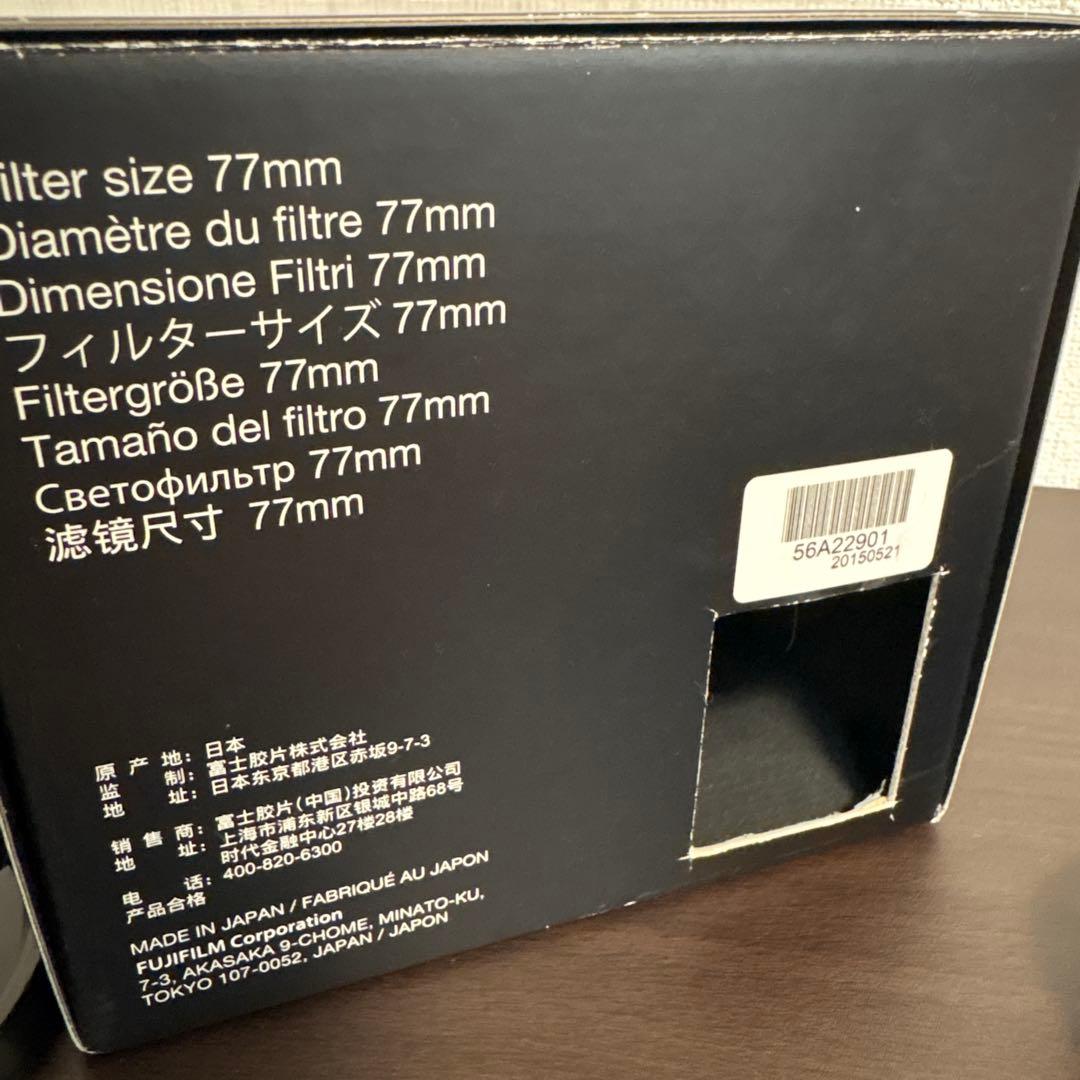 ilter size 77mm
Diamètre du filtre 77mm
Dimensione Filtri 77mm
フィルターサイズ 77mm
Filtergröße 77mm
Tamaño del filtro 77mm
Светофильтр 77mm
滤镜尺寸 77mm
56A22901
20150521
原 产 地: 日本
监 制: 富士胶片株式会社
地 址: 日本东京都港区赤坂9-7-3
销 售 商: 富士胶片(中国)投资有限公司
地 址: 上海市浦东新区银城中路68号
时代金融中心27楼28楼
电 话: 400-820-6300
产品合格
MADE IN JAPAN / FABRIQUÉ AU JAPON
FUJIFILM Corporation
7-3, AKASAKA 9-CHOME, MINATO-KU,
TOKYO 107-0052, JAPAN / JAPON